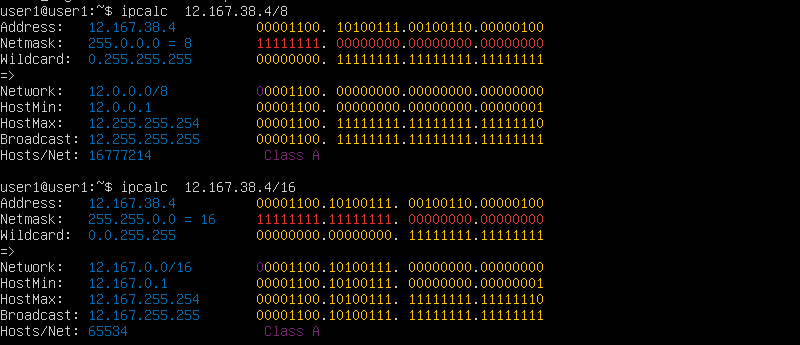 user1@user1:~$ ipcalc  12.167.38.4/8
Address:   12.167.38.4          00001100. 10100111.00100110.00000100
Netmask:   255.0.0.0 = 8        11111111. 00000000.00000000.00000000
Wildcard:  0.255.255.255        00000000. 11111111.11111111.11111111
=>
Network:   12.0.0.0/8           00001100. 00000000.00000000.00000000
HostMin:   12.0.0.1             00001100. 00000000.00000000.00000001
HostMax:   12.255.255.254       00001100. 11111111.11111111.11111110
Broadcast: 12.255.255.255       00001100. 11111111.11111111.11111111
Hosts/Net: 16777214              Class A
user1@user1:~$ ipcalc  12.167.38.4/16
Address:   12.167.38.4          00001100.10100111. 00100110.00000100
Netmask:   255.255.0.0 = 16     11111111.11111111. 00000000.00000000
Wildcard:  0.0.255.255          00000000.00000000. 11111111.11111111
=>
Network:   12.167.0.0/16        00001100.10100111. 00000000.00000000
HostMin:   12.167.0.1           00001100.10100111. 00000000.00000001
HostMax:   12.167.255.254       00001100.10100111. 11111111.11111110
Broadcast: 12.167.255.255       00001100.10100111. 11111111.11111111
Hosts/Net: 65534                 Class A